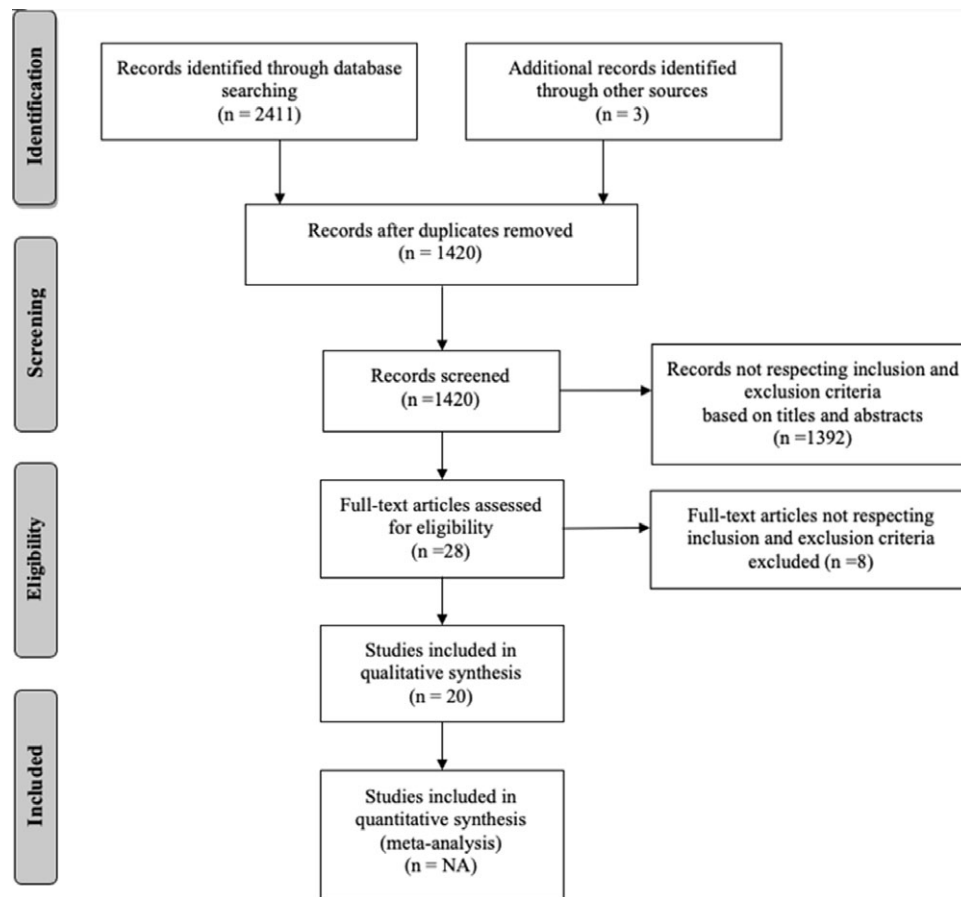 Identification
Records identified through database
searching
(n = 2411)
Additional records identified
through other sources
(n = 3)
Records after duplicates removed
(n = 1420)
Screening
Records screened
(n =1420)
Records not respecting inclusion and
exclusion criteria
based on titles and abstracts
(n =1392)
Eligibility
Full-text articles assessed
for eligibility
(n =28)
Full-text articles not respecting
inclusion and exclusion criteria
excluded (n =8)
Studies included in
qualitative synthesis
(n = 20)
Included
Studies included in
quantitative synthesis
(meta-analysis)
(n = NA)